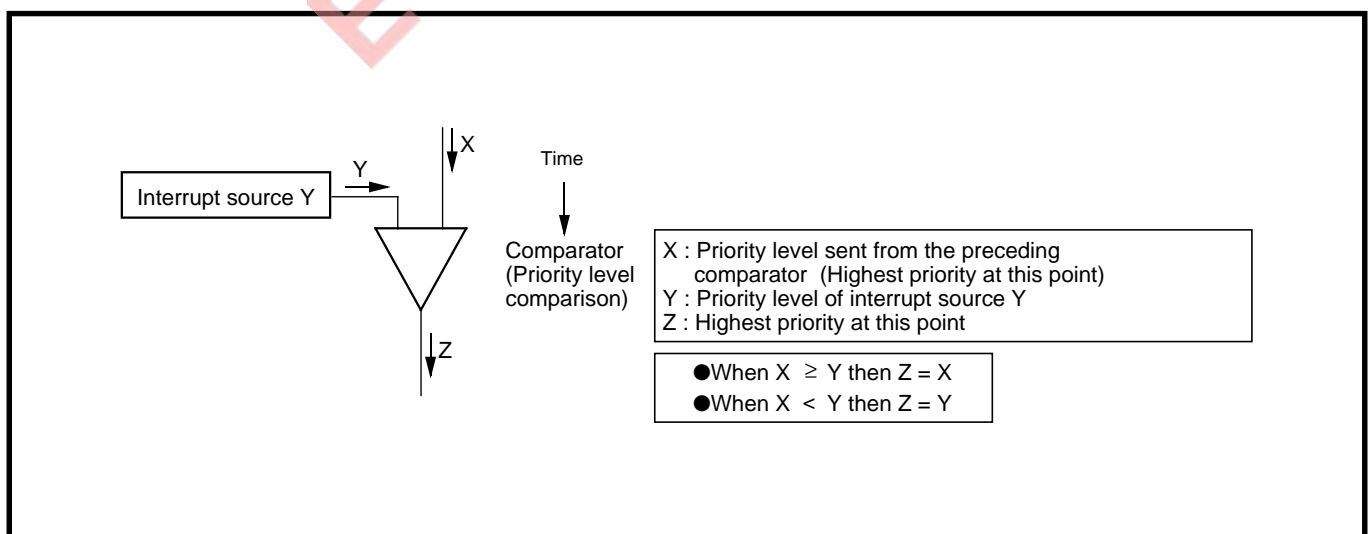 X
Time
Y
Interrupt source Y
Comparator
(Priority level
comparison)
X : Priority level sent from the preceding
comparator (Highest priority at this point)
Y : Priority level of interrupt source Y
Z : Highest priority at this point
Z
●When X ≥ Y then Z = X
●When X < Y then Z = Y